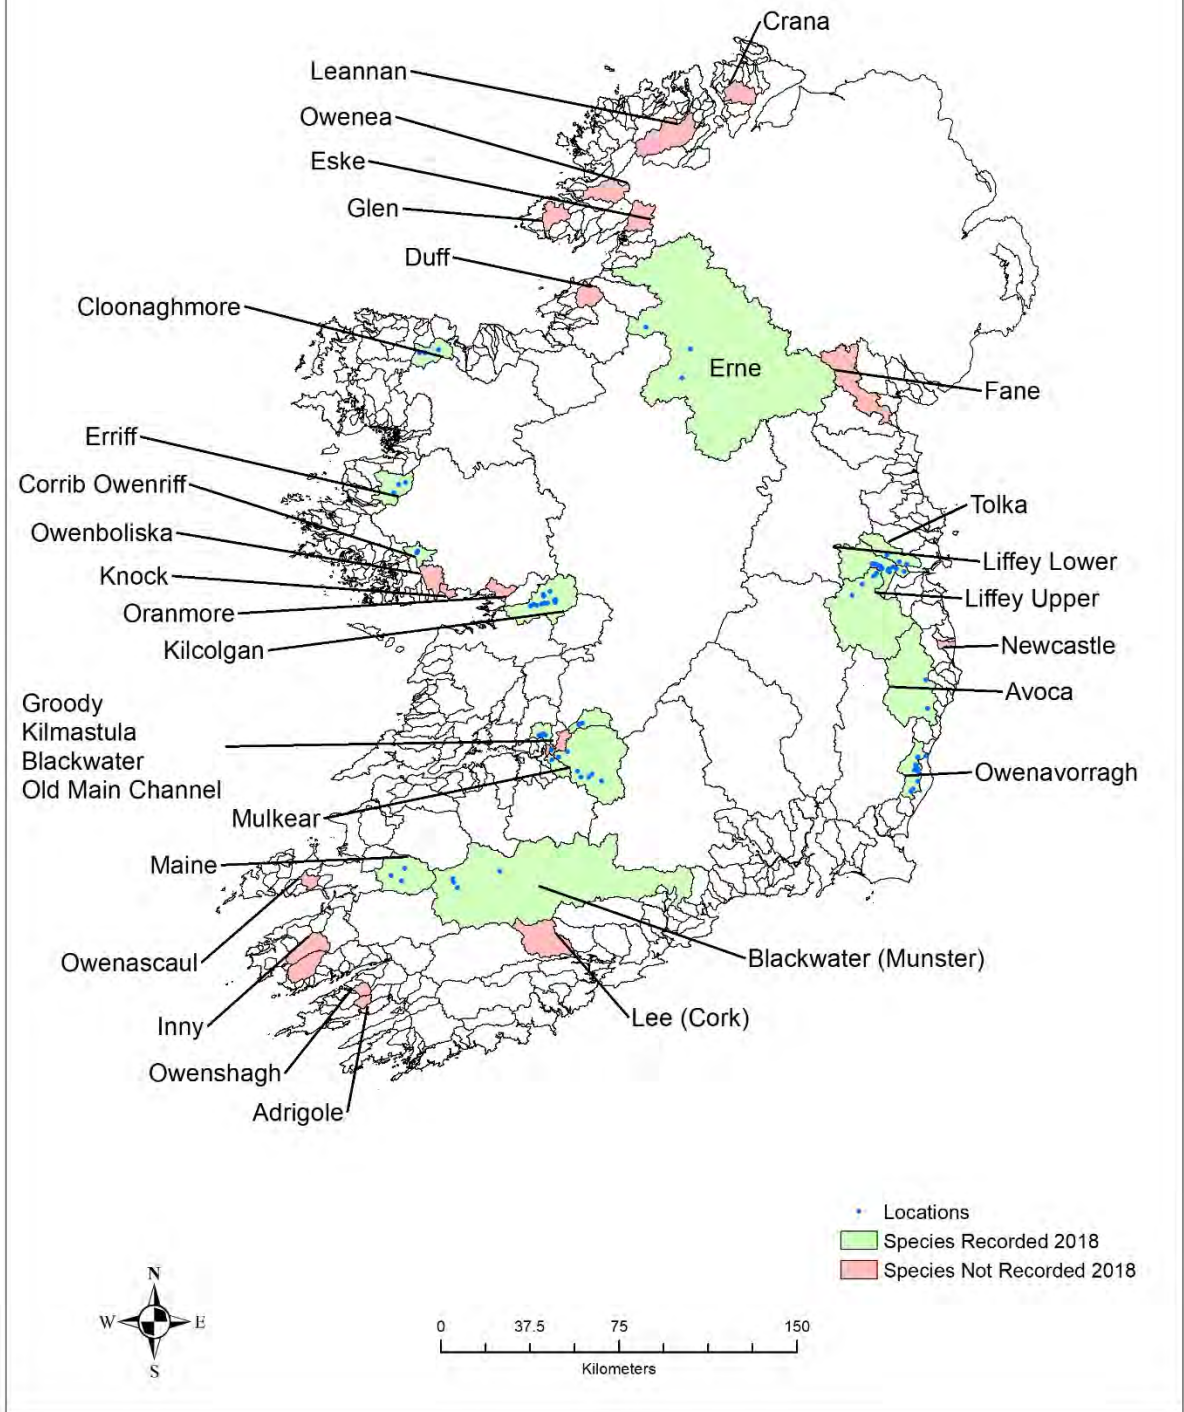 Crana
Leannan
Owenea
Eske
Glen
Duff
Cloonaghmore
Erne
Fane
Erriff
Corrib Owenriff
Tolka
Owenboliska
Liffey Lower
Knock
Liffey Upper
Oranmore
Kilcolgan
Newcastle
Avoca
Groody
Kilmastula
Blackwater
Old Main Channel
Owenavorragh
Mulkear
Maine
Owenascaul
Blackwater (Munster)
Inny
Lee (Cork)
Owenshagh
Adrigole
Locations
Species Recorded 2018
Species Not Recorded 2018
N
W E
S
0 37.5 75 150
Kilometers